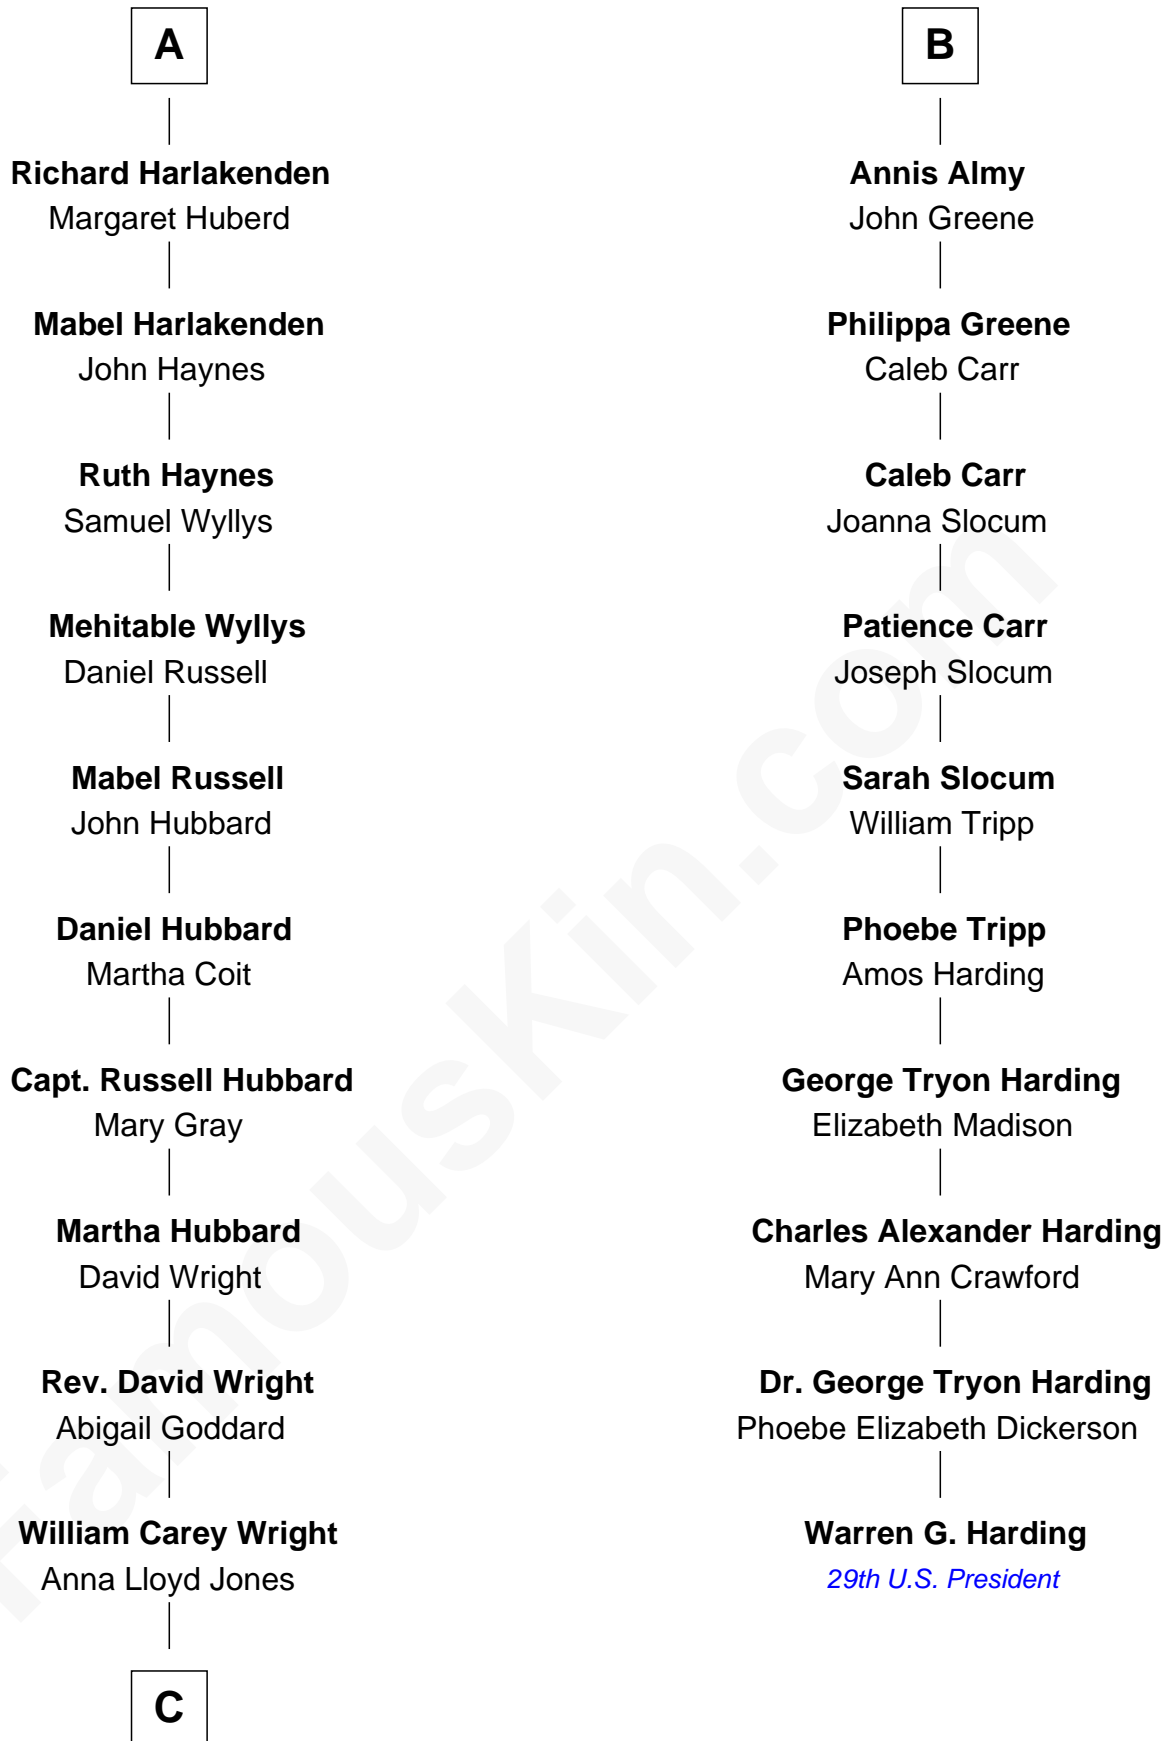 A
Richard Harlakenden
Margaret Huberd
Mabel Harlakenden
John Haynes
Ruth Haynes
Samuel Wyllys
Mehitable Wyllys
Daniel Russell
Mabel Russell
John Hubbard
Daniel Hubbard
Martha Coit
Capt. Russell Hubbard
Mary Gray
Martha Hubbard
David Wright
Rev. David Wright
Abigail Goddard
William Carey Wright
Anna Lloyd Jones
C
B
Annis Almy
John Greene
Philippa Greene
Caleb Carr
Caleb Carr
Joanna Slocum
Patience Carr
Joseph Slocum
Sarah Slocum
William Tripp
Phoebe Tripp
Amos Harding
George Tryon Harding
Elizabeth Madison
Charles Alexander Harding
Mary Ann Crawford
Dr. George Tryon Harding
Phoebe Elizabeth Dickerson
Warren G. Harding
29th U.S. President
FamousKin.com